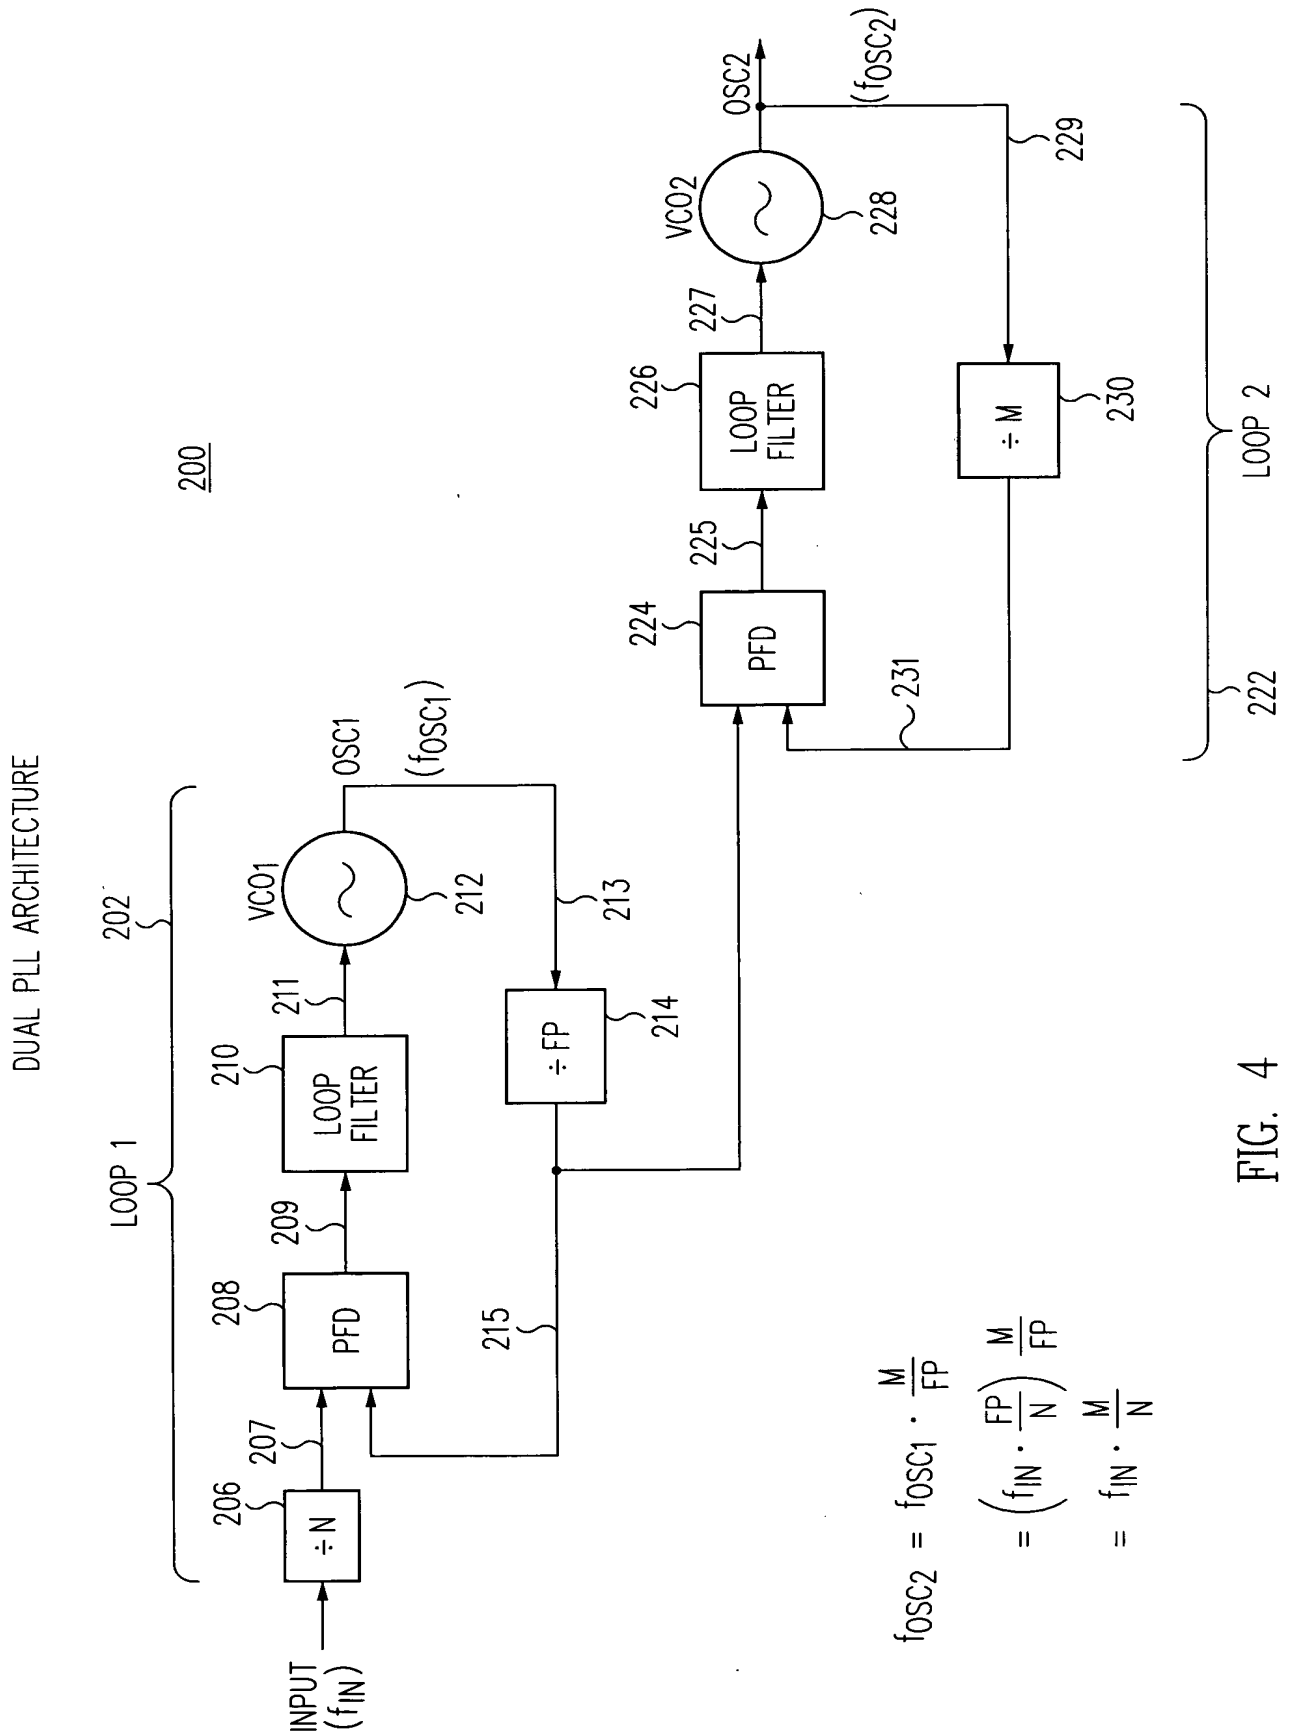 DUAL PLL ARCHITECTURE
200
LOOP 1
202
INPUT
(fIN)
206
÷N
207
208
PFD
209
210
LOOP
FILTER
211
VCO1
212
OSC1
(fOSC1)
213
÷FP
214
215
224
PFD
225
226
LOOP
FILTER
227
VCO2
228
OSC2
(fOSC2)
229
÷M
230
231
222
LOOP 2
fOSC2 = fOSC1 · M/FP
= (fIN · FP/N) M/FP
= fIN · M/N
FIG. 4